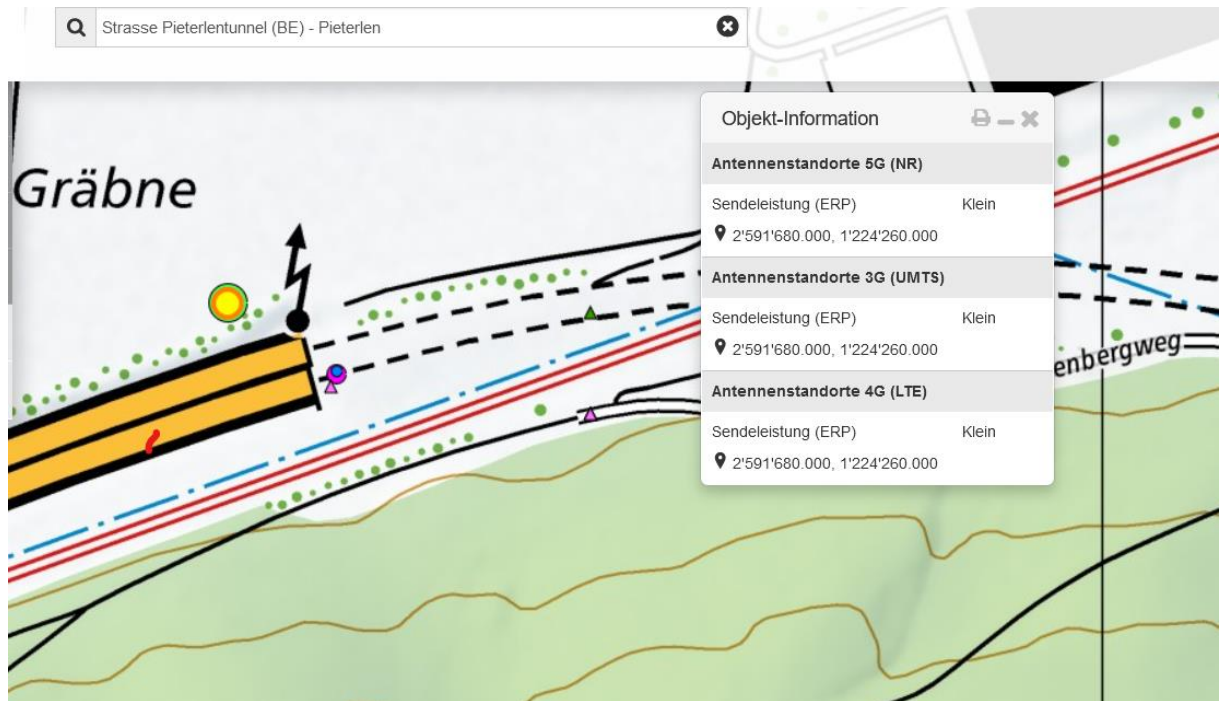 Strasse Pieterlentunnel (BE) - Pieterlen
Gräbne
Objekt-Information
Antennenstandorte 5G (NR)
Sendeleistung (ERP) Klein
2'591'680.000, 1'224'260.000
Antennenstandorte 3G (UMTS)
Sendeleistung (ERP) Klein
2'591'680.000, 1'224'260.000
Antennenstandorte 4G (LTE)
Sendeleistung (ERP) Klein
2'591'680.000, 1'224'260.000
enbergweg